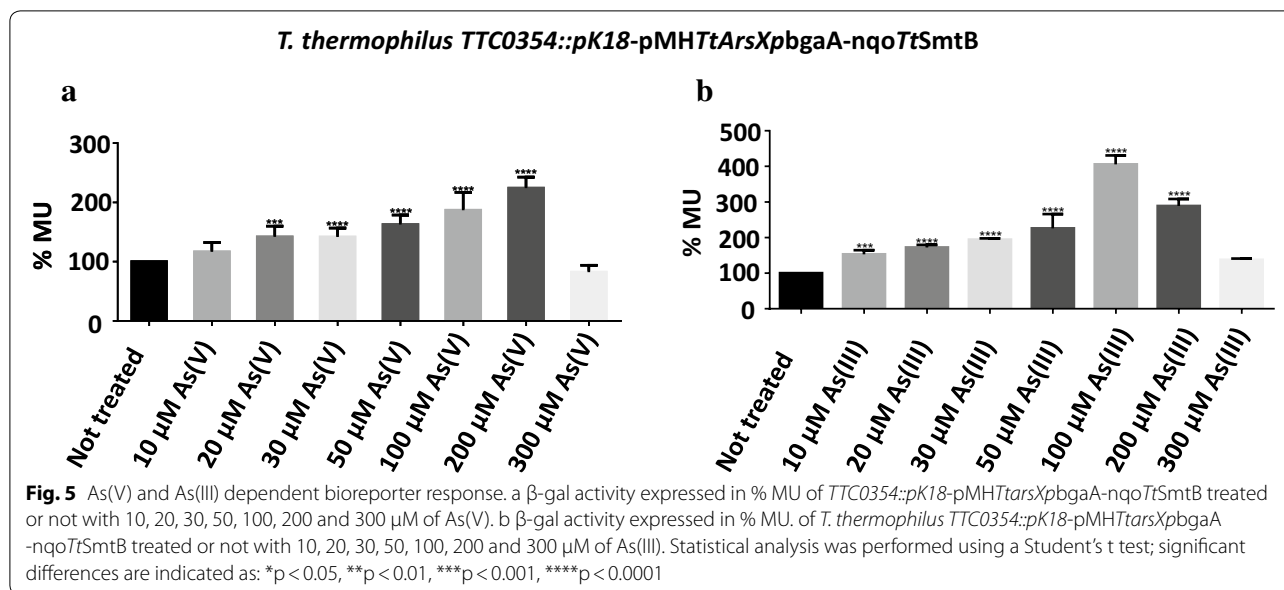 T. thermophilus TTC0354::pK18-pMHTtArsXpbgaA-nqoTtSmtB
a
% MU
300
200
100
0
***
****
****
****
****
Not treated
10 µM As(V)
20 µM As(V)
30 µM As(V)
50 µM As(V)
100 µM As(V)
200 µM As(V)
300 µM As(V)
b
% MU
500
400
300
200
100
0
***
****
****
****
****
****
Not treated
10 µM As(III)
20 µM As(III)
30 µM As(III)
50 µM As(III)
100 µM As(III)
200 µM As(III)
300 µM As(III)
Fig. 5 As(V) and As(III) dependent bioreporter response. a β-gal activity expressed in % MU of TTC0354::pK18-pMHTtarsXpbgaA-nqoTtSmtB treated
or not with 10, 20, 30, 50, 100, 200 and 300 µM of As(V). b β-gal activity expressed in % MU. of T. thermophilus TTC0354::pK18-pMHTtarsXpbgaA
-nqoTtSmtB treated or not with 10, 20, 30, 50, 100, 200 and 300 µM of As(III). Statistical analysis was performed using a Student's t test; significant
differences are indicated as: *p < 0.05, **p < 0.01, ***p < 0.001, ****p < 0.0001